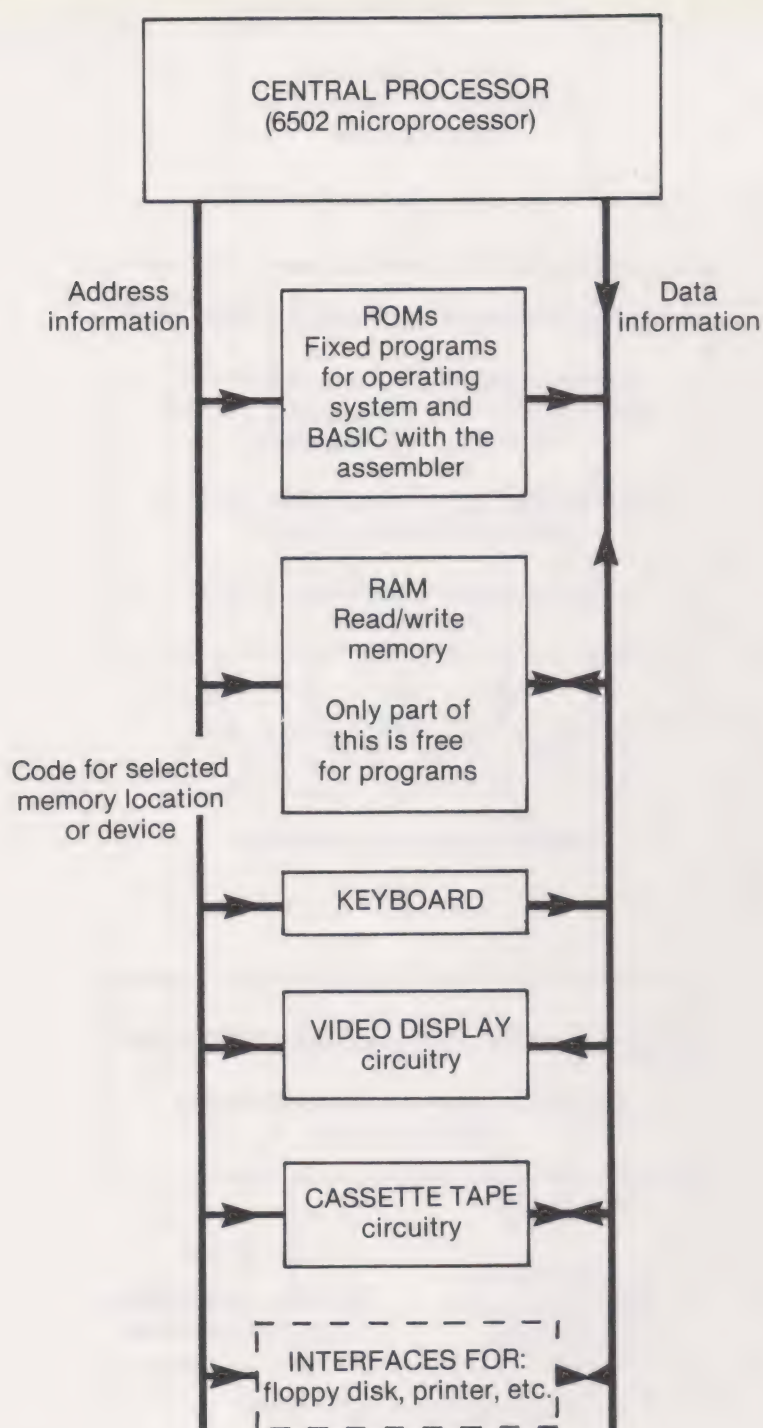 CENTRAL PROCESSOR
(6502 microprocessor)
Address
information
Data
information
ROMs
Fixed programs
for operating
system and
BASIC with the
assembler
RAM
Read/write
memory
Only part of
this is free
for programs
Code for selected
memory location
or device
KEYBOARD
VIDEO DISPLAY
circuitry
CASSETTE TAPE
circuitry
INTERFACES FOR:
floppy disk, printer, etc.